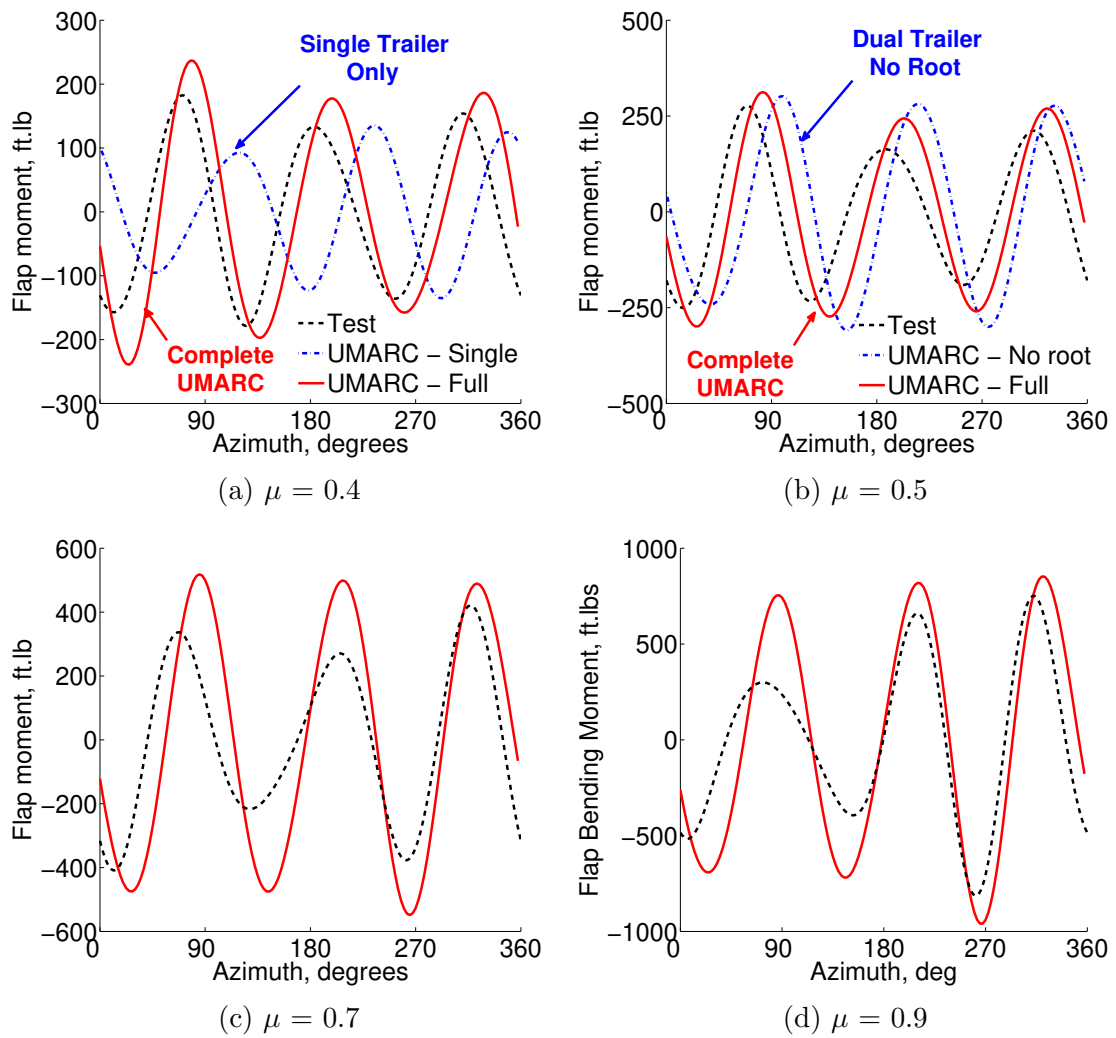 300
200
100
0
−100
−200
−300
Flap moment, ft.lb
Single Trailer
Only
Complete
UMARC
Test
UMARC − Single
UMARC − Full
0 90 180 270 360
Azimuth, degrees
(a) μ = 0.4
500
250
0
−250
−500
Flap moment, ft.lb
Dual Trailer
No Root
Complete
UMARC
Test
UMARC − No root
UMARC − Full
0 90 180 270 360
Azimuth, degrees
(b) μ = 0.5
600
400
200
0
−200
−400
−600
Flap moment, ft.lb
0 90 180 270 360
Azimuth, degrees
(c) μ = 0.7
1000
500
0
−500
−1000
Flap Bending Moment, ft.lbs
0 90 180 270 360
Azimuth, deg
(d) μ = 0.9